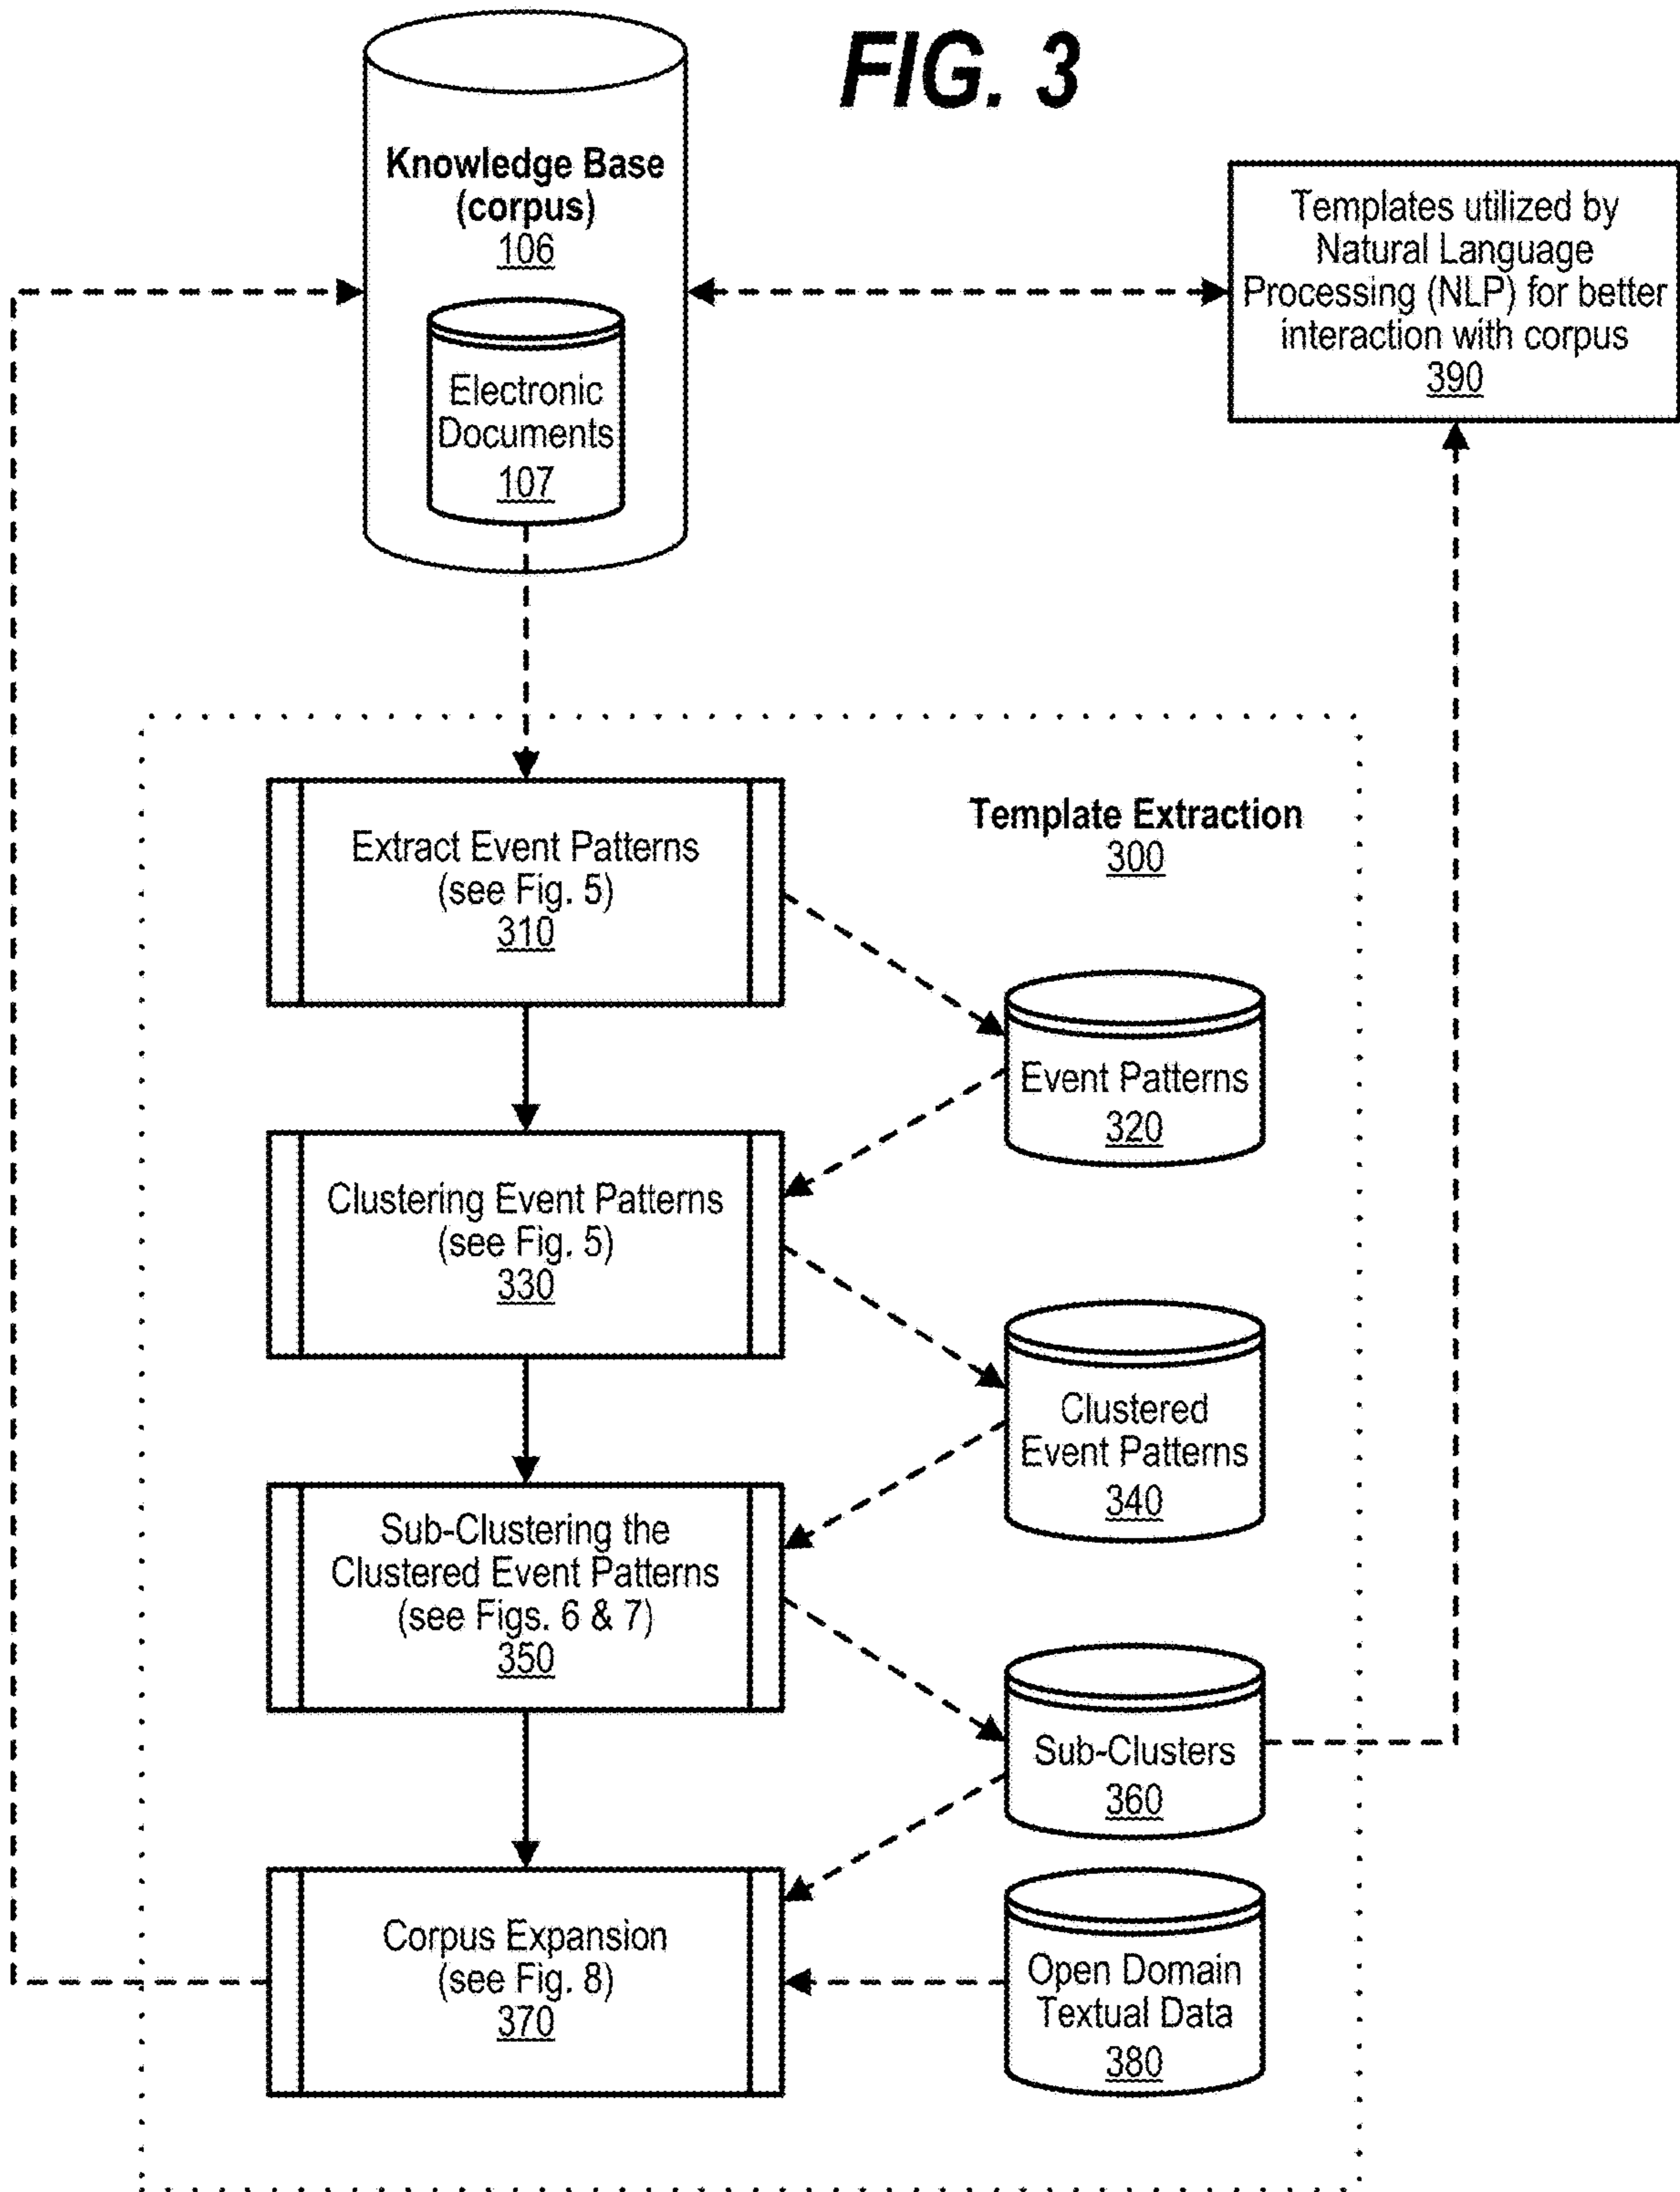 FIG. 3
Knowledge Base
(corpus)
106
Electronic
Documents
107
Templates utilized by
Natural Language
Processing (NLP) for better
interaction with corpus
390
Template Extraction
300
Extract Event Patterns
(see Fig. 5)
310
Event Patterns
320
Clustering Event Patterns
(see Fig. 5)
330
Clustered
Event Patterns
340
Sub-Clustering the
Clustered Event Patterns
(see Figs. 6 & 7)
350
Sub-Clusters
360
Corpus Expansion
(see Fig. 8)
370
Open Domain
Textual Data
380